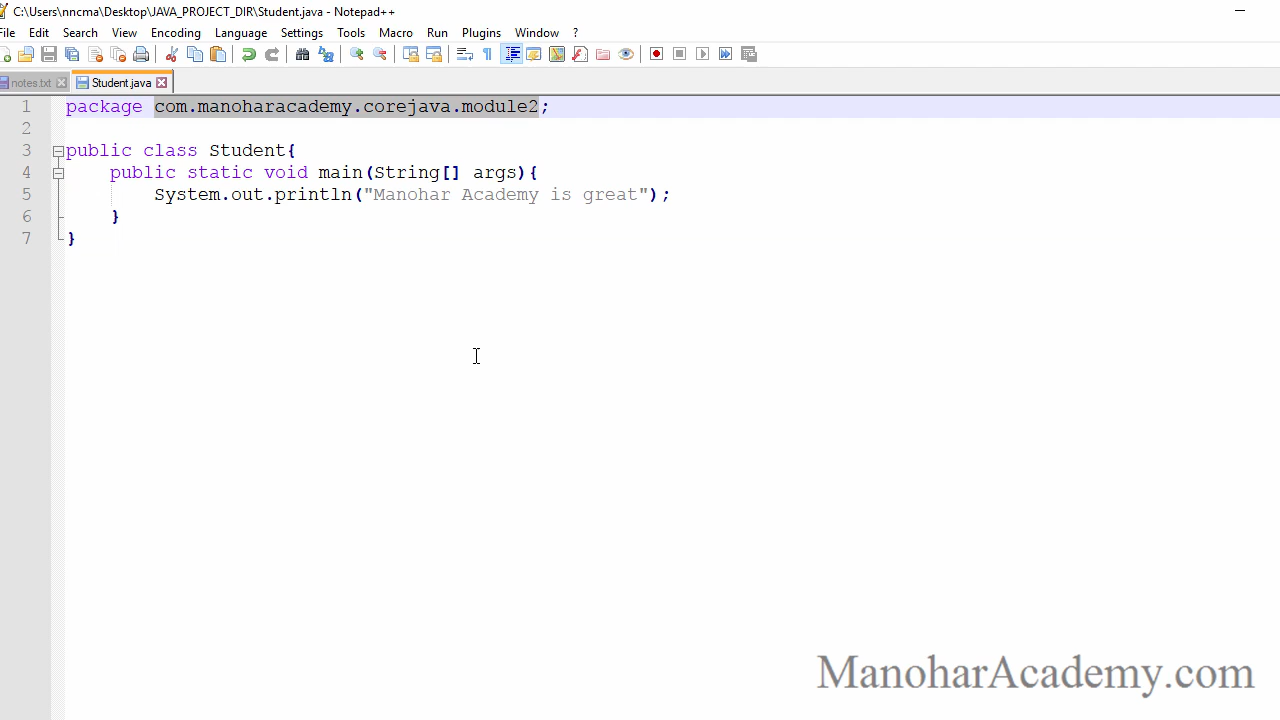 C:\Users\nncma\Desktop\JAVA_PROJECT_DIR\Student.java - Notepad++
File Edit Search View Encoding Language Settings Tools Macro Run Plugins Window ?
notes.txt Student.java
1 package com.manoharacademy.corejava.module2;
2
3 public class Student{
4 public static void main(String[] args){
5 System.out.println("Manohar Academy is great");
6 }
7 }
ManoharAcademy.com